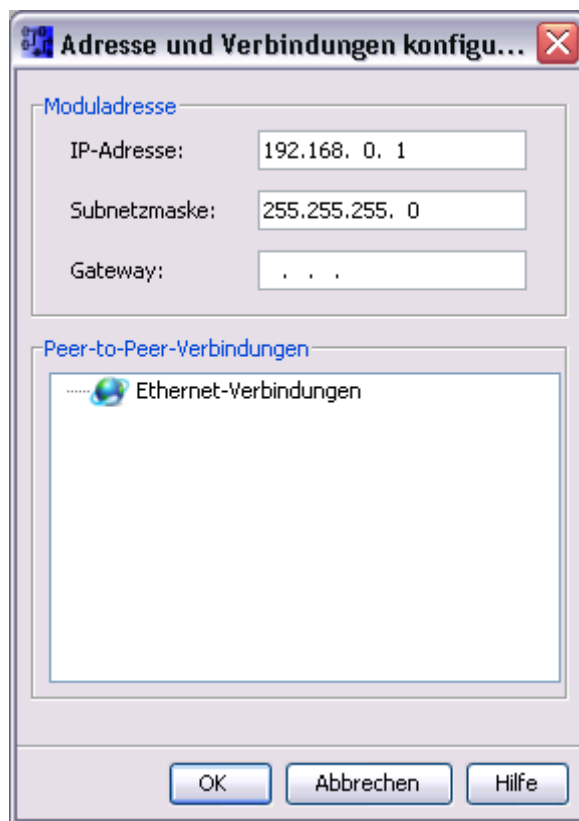 Adresse und Verbindungen konfigu...
Moduladresse
IP-Adresse: 192.168. 0. 1
Subnetzmaske: 255.255.255. 0
Gateway: . . .
Peer-to-Peer-Verbindungen
Ethernet-Verbindungen
OK Abbrechen Hilfe